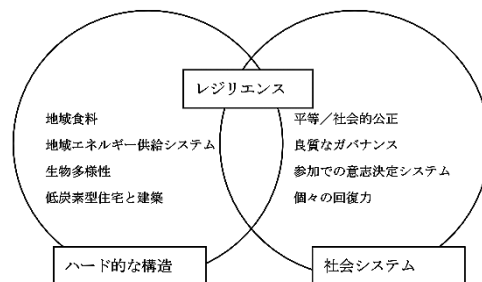 レジリエンス
地域食料
地域エネルギー供給システム
生物多様性
低炭素型住宅と建築
平等／社会的公正
良質なガバナンス
参加での意志決定システム
個々の回復力
ハード的な構造
社会システム